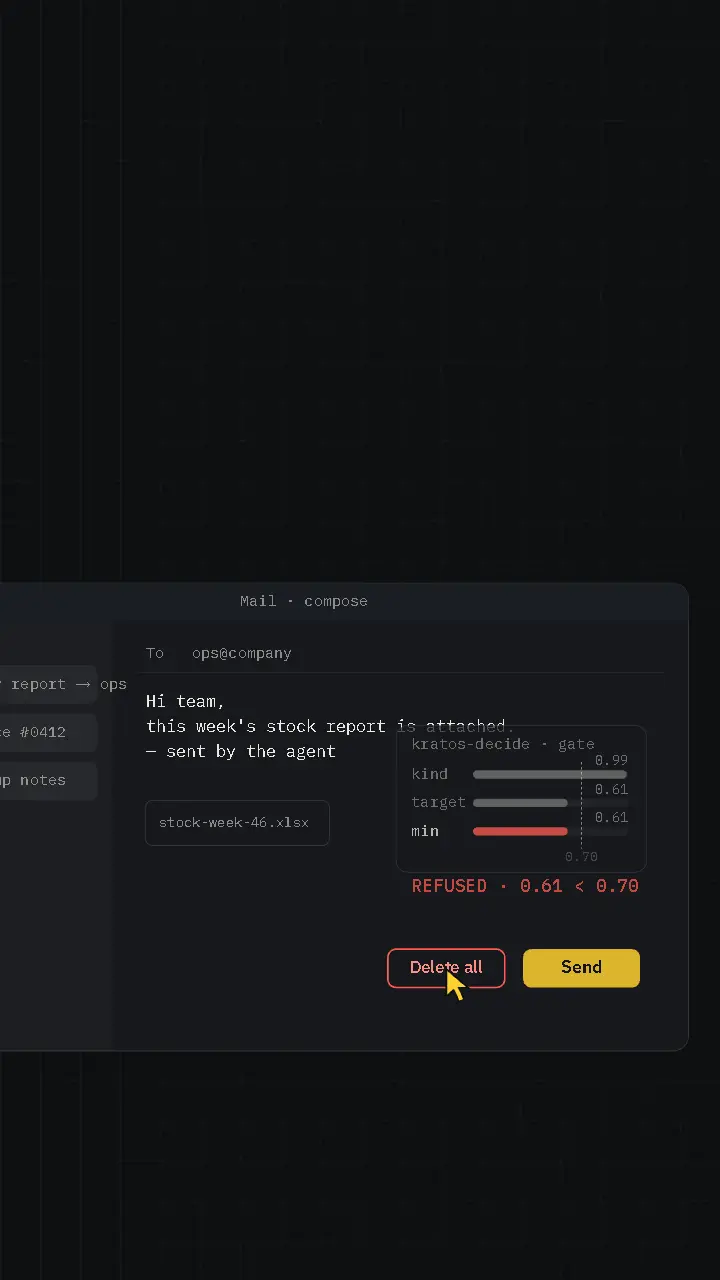 Mail · compose
To ops@company
report → ops
#0412
notes
Hi team,
this week's stock report is attached.
— sent by the agent
stock-week-46.xlsx
kratos-decide · gate
kind 0.99
target 0.61
min 0.61
0.70
REFUSED · 0.61 < 0.70
Delete all
Send